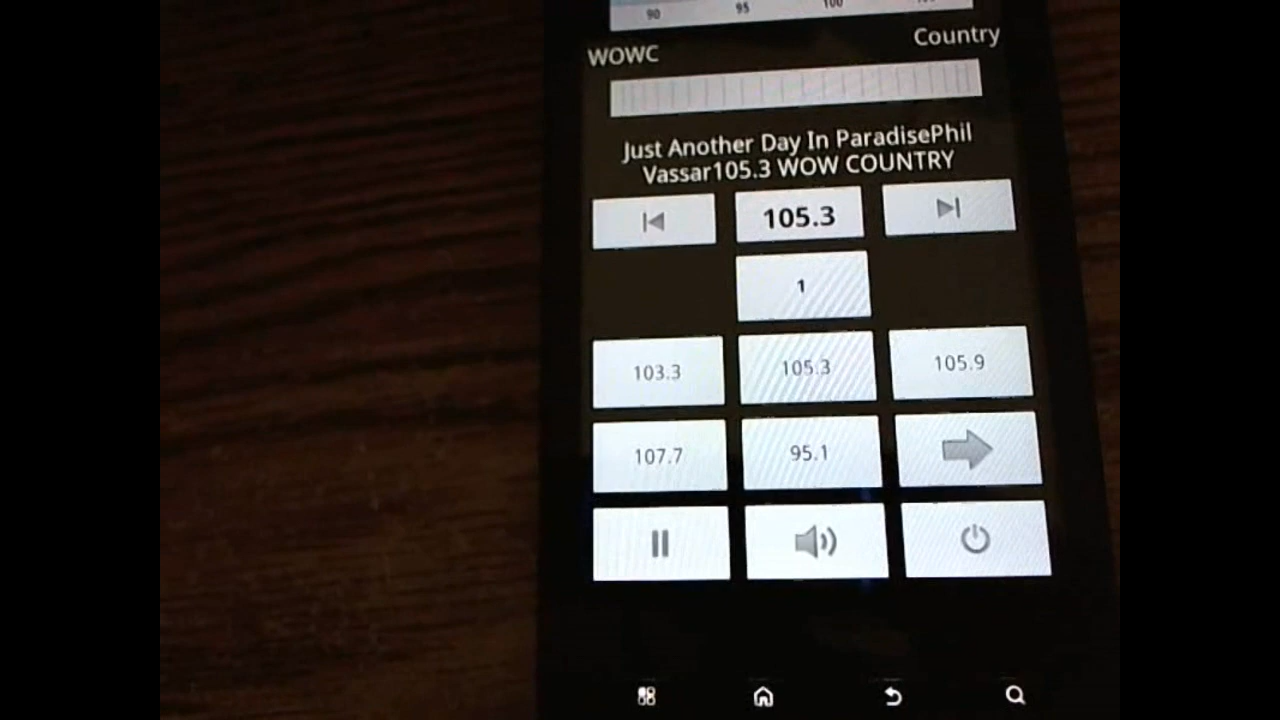 90 95 100
WOWC Country
Just Another Day In ParadisePhil
Vassar105.3 WOW COUNTRY
105.3
1
103.3 105.3 105.9
107.7 95.1